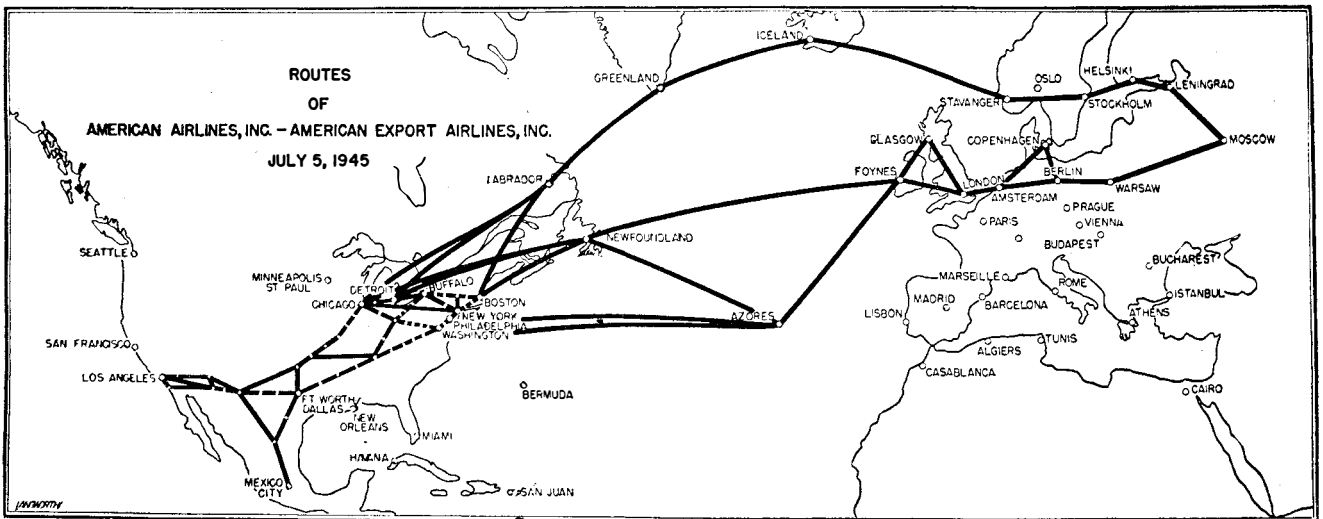 ROUTES
OF
AMERICAN AIRLINES, INC. – AMERICAN EXPORT AIRLINES, INC.
JULY 5, 1945
ICELAND
GREENLAND
OSLO
HELSINKI
LENINGRAD
STAVANGER
STOCKHOLM
GLASGOW
COPENHAGEN
MOSCOW
LABRADOR
FOYNES
LONDON
BERLIN
AMSTERDAM
WARSAW
PRAGUE
PARIS
VIENNA
NEWFOUNDLAND
BUDAPEST
SEATTLE
BUCHAREST
MINNEAPOLIS
ST PAUL
DETROIT
BUFFALO
MARSEILLE
ROME
CHICAGO
BOSTON
MADRID
BARCELONA
ISTANBUL
NEW YORK
PHILADELPHIA
WASHINGTON
AZORES
LISBON
ATHENS
SAN FRANCISCO
ALGIERS
TUNIS
LOS ANGELES
CASABLANCA
BERMUDA
CAIRO
FT WORTH
DALLAS
NEW
ORLEANS
MIAMI
HAVANA
MEXICO
CITY
SAN JUAN